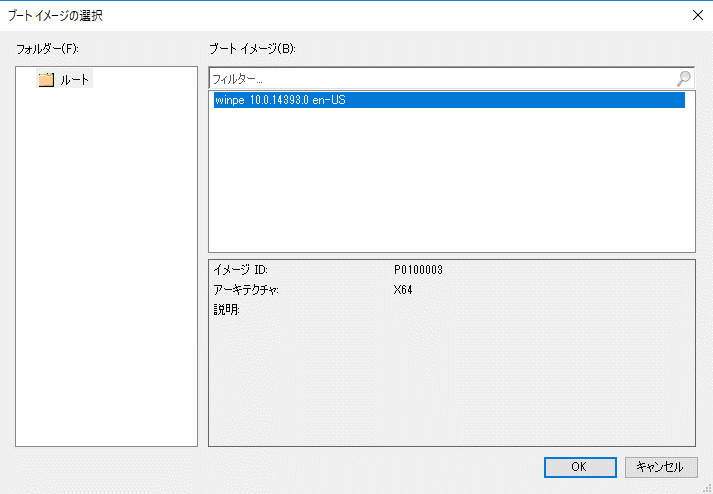 ブート イメージの選択
フォルダー(F):
ルート
ブート イメージ(B):
フィルター...
winpe 10.0.14393.0 en-US
イメージ ID: P0100003
アーキテクチャ: X64
説明:
OK キャンセル